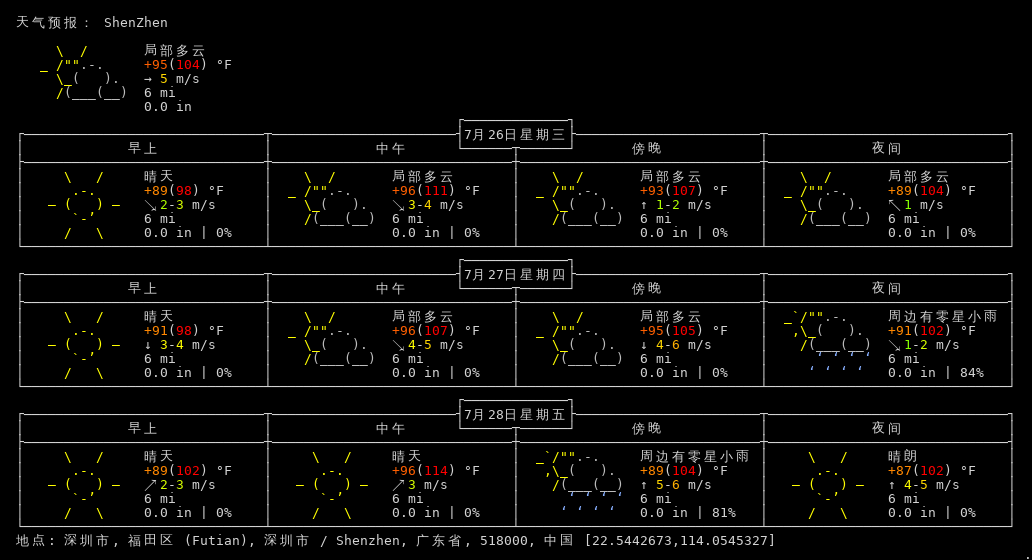 天气预报： ShenZhen
局部多云
+95(104) °F
→ 5 m/s
6 mi
0.0 in
7月26日星期三
早上 中午 傍晚 夜间
晴天 局部多云 局部多云 局部多云
+89(98) °F +96(111) °F +93(107) °F +89(104) °F
↘ 2-3 m/s ↘ 3-4 m/s ↑ 1-2 m/s ↖ 1 m/s
6 mi 6 mi 6 mi 6 mi
0.0 in | 0% 0.0 in | 0% 0.0 in | 0% 0.0 in | 0%
7月27日星期四
早上 中午 傍晚 夜间
晴天 局部多云 局部多云 周边有零星小雨
+91(98) °F +96(107) °F +95(105) °F +91(102) °F
↓ 3-4 m/s ↘ 4-5 m/s ↓ 4-6 m/s ↘ 1-2 m/s
6 mi 6 mi 6 mi 6 mi
0.0 in | 0% 0.0 in | 0% 0.0 in | 0% 0.0 in | 84%
7月28日星期五
早上 中午 傍晚 夜间
晴天 晴天 周边有零星小雨 晴朗
+89(102) °F +96(114) °F +89(104) °F +87(102) °F
↗ 2-3 m/s ↗ 3 m/s ↑ 5-6 m/s ↑ 4-5 m/s
6 mi 6 mi 6 mi 6 mi
0.0 in | 0% 0.0 in | 0% 0.0 in | 81% 0.0 in | 0%
地点: 深圳市, 福田区 (Futian), 深圳市 / Shenzhen, 广东省, 518000, 中国 [22.5442673,114.0545327]